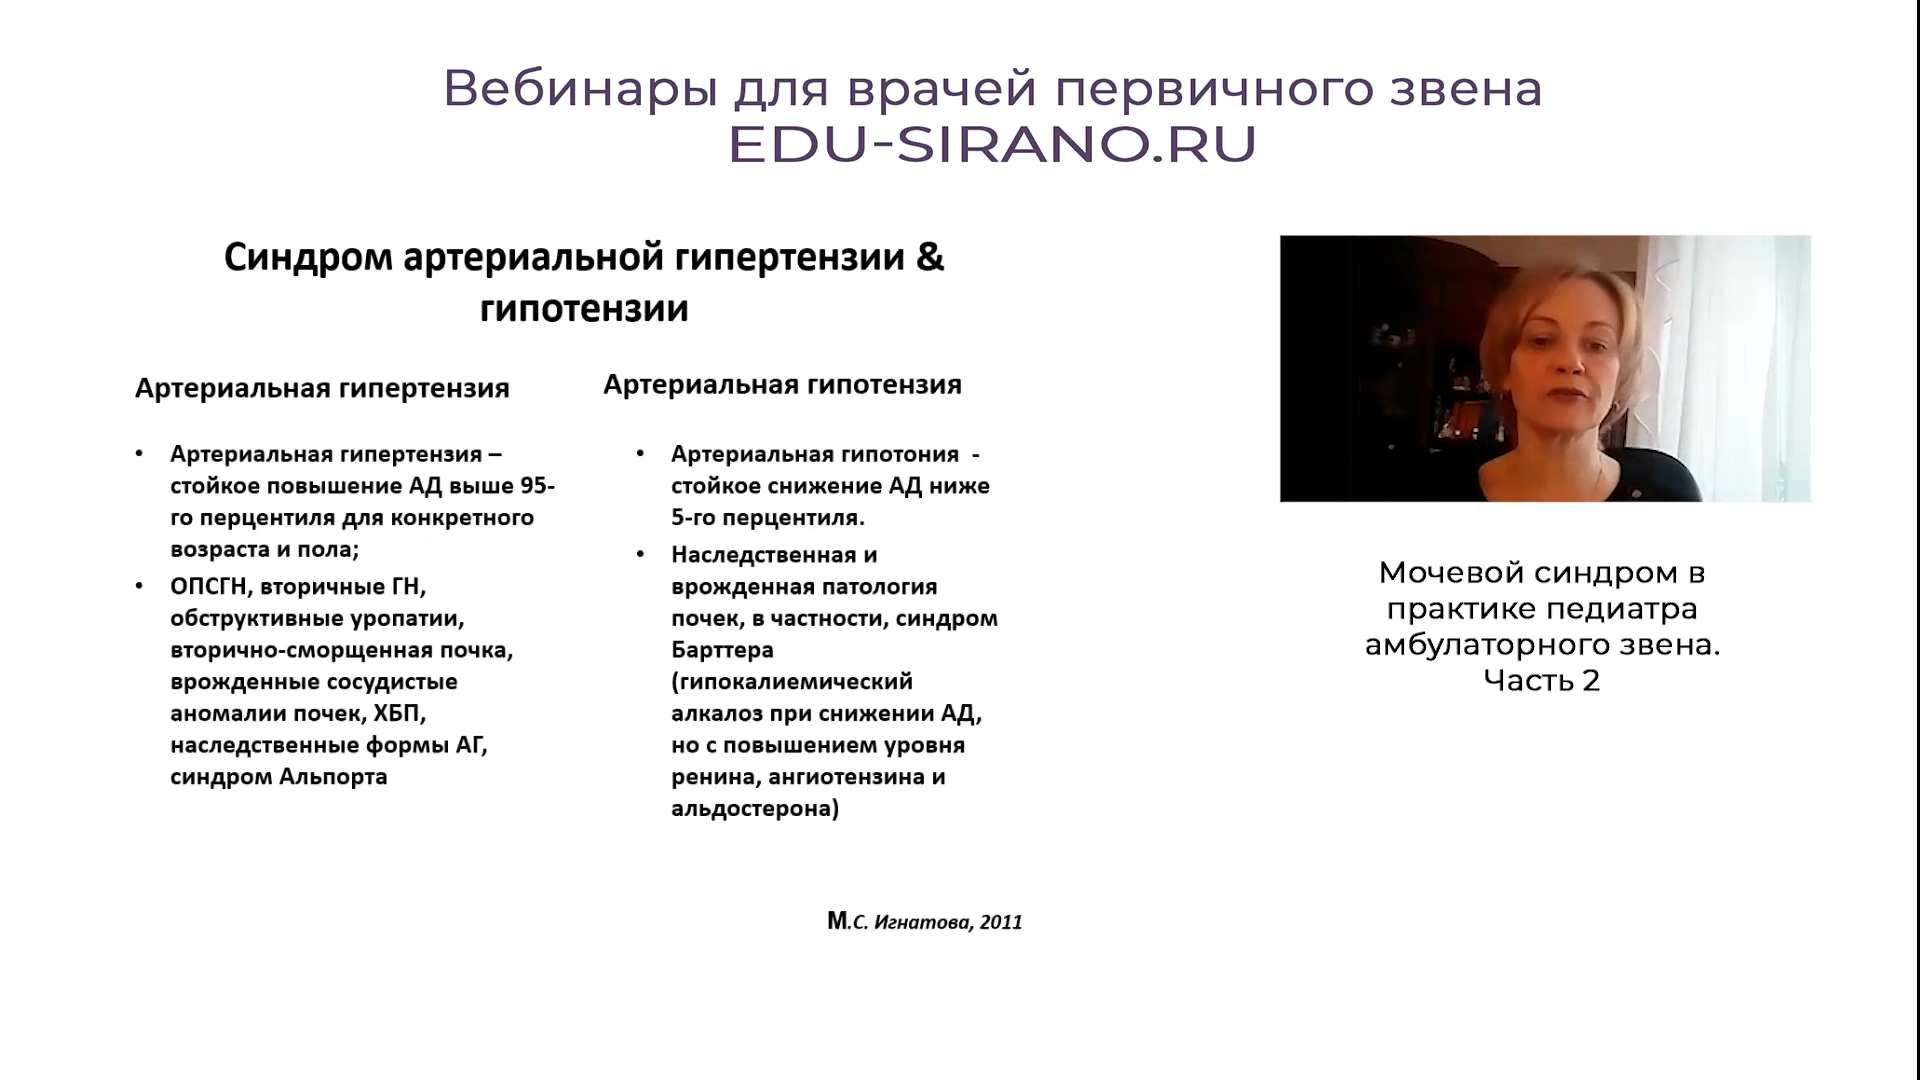 Вебинары для врачей первичного звена
EDU-SIRANO.RU
Синдром артериальной гипертензии &
гипотензии
Артериальная гипертензия
• Артериальная гипертензия –
стойкое повышение АД выше 95-
го перцентиля для конкретного
возраста и пола;
• ОПСГН, вторичные ГН,
обструктивные уропатии,
вторично-сморщенная почка,
врожденные сосудистые
аномалии почек, ХБП,
наследственные формы АГ,
синдром Альпорта
Артериальная гипотензия
• Артериальная гипотония -
стойкое снижение АД ниже
5-го перцентиля.
• Наследственная и
врожденная патология
почек, в частности, синдром
Барттера
(гипокалиемический
алкалоз при снижении АД,
но с повышением уровня
ренина, ангиотензина и
альдостерона)
М.С. Игнатова, 2011
Мочевой синдром в
практике педиатра
амбулаторного звена.
Часть 2